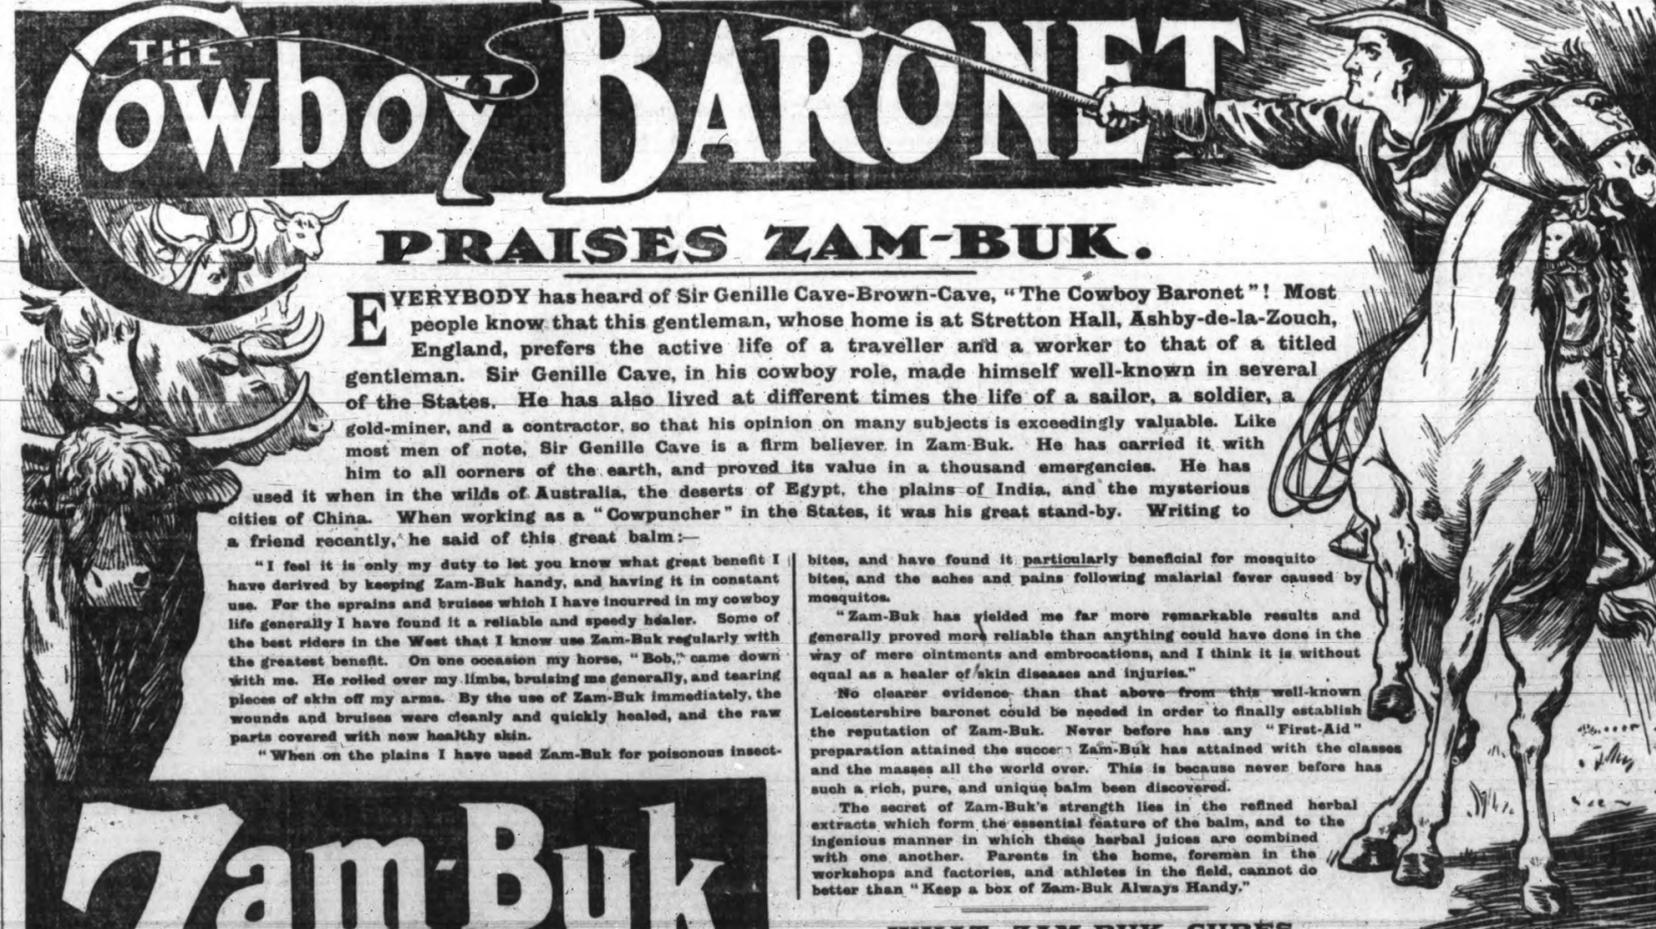 THE
COWBOY BARONET
PRAISES ZAM-BUK.
EVERYBODY has heard of Sir Genille Cave-Brown-Cave, "The Cowboy Baronet"! Most
people know that this gentleman, whose home is at Stretton Hall, Ashby-de-la-Zouch,
England, prefers the active life of a traveller and a worker to that of a titled
gentleman. Sir Genille Cave, in his cowboy role, made himself well-known in several
of the States. He has also lived at different times the life of a sailor, a soldier, a
gold-miner, and a contractor, so that his opinion on many subjects is exceedingly valuable. Like
most men of note, Sir Genille Cave is a firm believer in Zam-Buk. He has carried it with
him to all corners of the earth, and proved its value in a thousand emergencies. He has
used it when in the wilds of Australia, the deserts of Egypt, the plains of India, and the mysterious
cities of China. When working as a "Cowpuncher" in the States, it was his great stand-by. Writing to
a friend recently, he said of this great balm:—
"I feel it is only my duty to let you know what great benefit I
have derived by keeping Zam-Buk handy, and having it in constant
use. For the sprains and bruises which I have incurred in my cowboy
life generally I have found it a reliable and speedy healer. Some of
the best riders in the West that I know use Zam-Buk regularly with
the greatest benefit. On one occasion my horse, "Bob," came down
with me. He rolled over my limbs, bruising me generally, and tearing
pieces of skin off my arms. By the use of Zam-Buk immediately, the
wounds and bruises were cleanly and quickly healed, and the raw
parts covered with new healthy skin.
"When on the plains I have used Zam-Buk for poisonous insect-
bites, and have found it particularly beneficial for mosquito
bites, and the aches and pains following malarial fever caused by
mosquitos.
"Zam-Buk has yielded me far more remarkable results and
generally proved more reliable than anything could have done in the
way of mere ointments and embrocations, and I think it is without
equal as a healer of skin diseases and injuries."
No clearer evidence than that above from this well-known
Leicestershire baronet could be needed in order to finally establish
the reputation of Zam-Buk. Never before has any "First-Aid"
preparation attained the Zam-Buk has attained with the classes
and the masses all the world over. This is because never before has
such a rich, pure, and unique balm been discovered.
The secret of Zam-Buk's strength lies in the refined herbal
extracts which form the essential feature of the balm, and to the
ingenious manner in which these herbal juices are combined
with one another. Parents in the home, foremen in the
workshops and factories, and athletes in the field, cannot do
better than "Keep a box of Zam-Buk Always Handy."
Zam-Buk
WHAT ZAM-BUK CURES